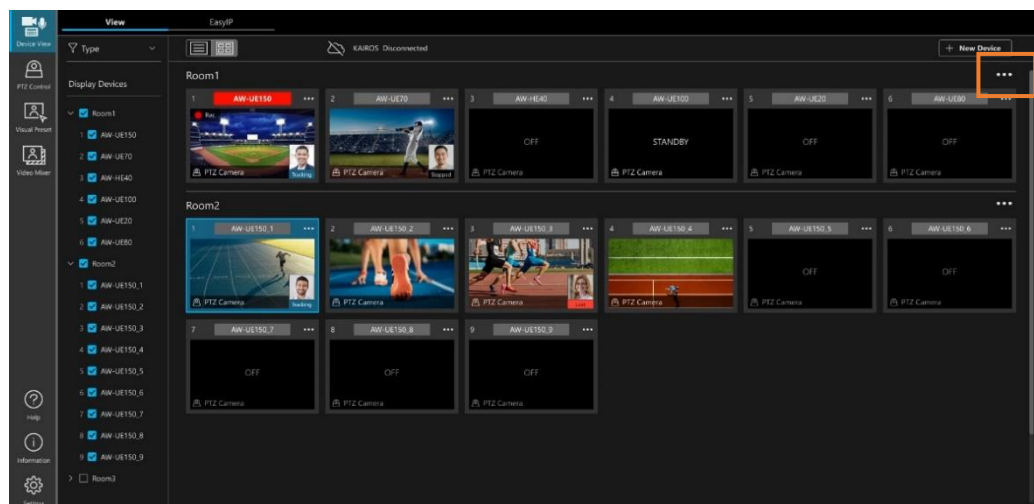 View
EasyIP
Device View
PTZ Control
Visual Preset
Video Mixer
Help
Information
Settings
Type
Display Devices
Room1
1 AW-UE150
2 AW-UE70
3 AW-HE40
4 AW-UE100
5 AW-UE20
6 AW-UE80
Room2
1 AW-UE150_1
2 AW-UE150_2
3 AW-UE150_3
4 AW-UE150_4
5 AW-UE150_5
6 AW-UE150_6
7 AW-UE150_7
8 AW-UE150_8
9 AW-UE150_9
Room3
KAIROS Disconnected
+ New Device
Room1
1 AW-UE150
Rec
PTZ Camera
Tracking
2 AW-UE70
PTZ Camera
Stopped
3 AW-HE40
OFF
PTZ Camera
4 AW-UE100
STANDBY
PTZ Camera
5 AW-UE20
OFF
PTZ Camera
6 AW-UE80
OFF
PTZ Camera
Room2
1 AW-UE150_1
PTZ Camera
Tracking
2 AW-UE150_2
PTZ Camera
3 AW-UE150_3
PTZ Camera
Lost
4 AW-UE150_4
PTZ Camera
5 AW-UE150_5
OFF
PTZ Camera
6 AW-UE150_6
OFF
PTZ Camera
7 AW-UE150_7
OFF
PTZ Camera
8 AW-UE150_8
OFF
PTZ Camera
9 AW-UE150_9
OFF
PTZ Camera